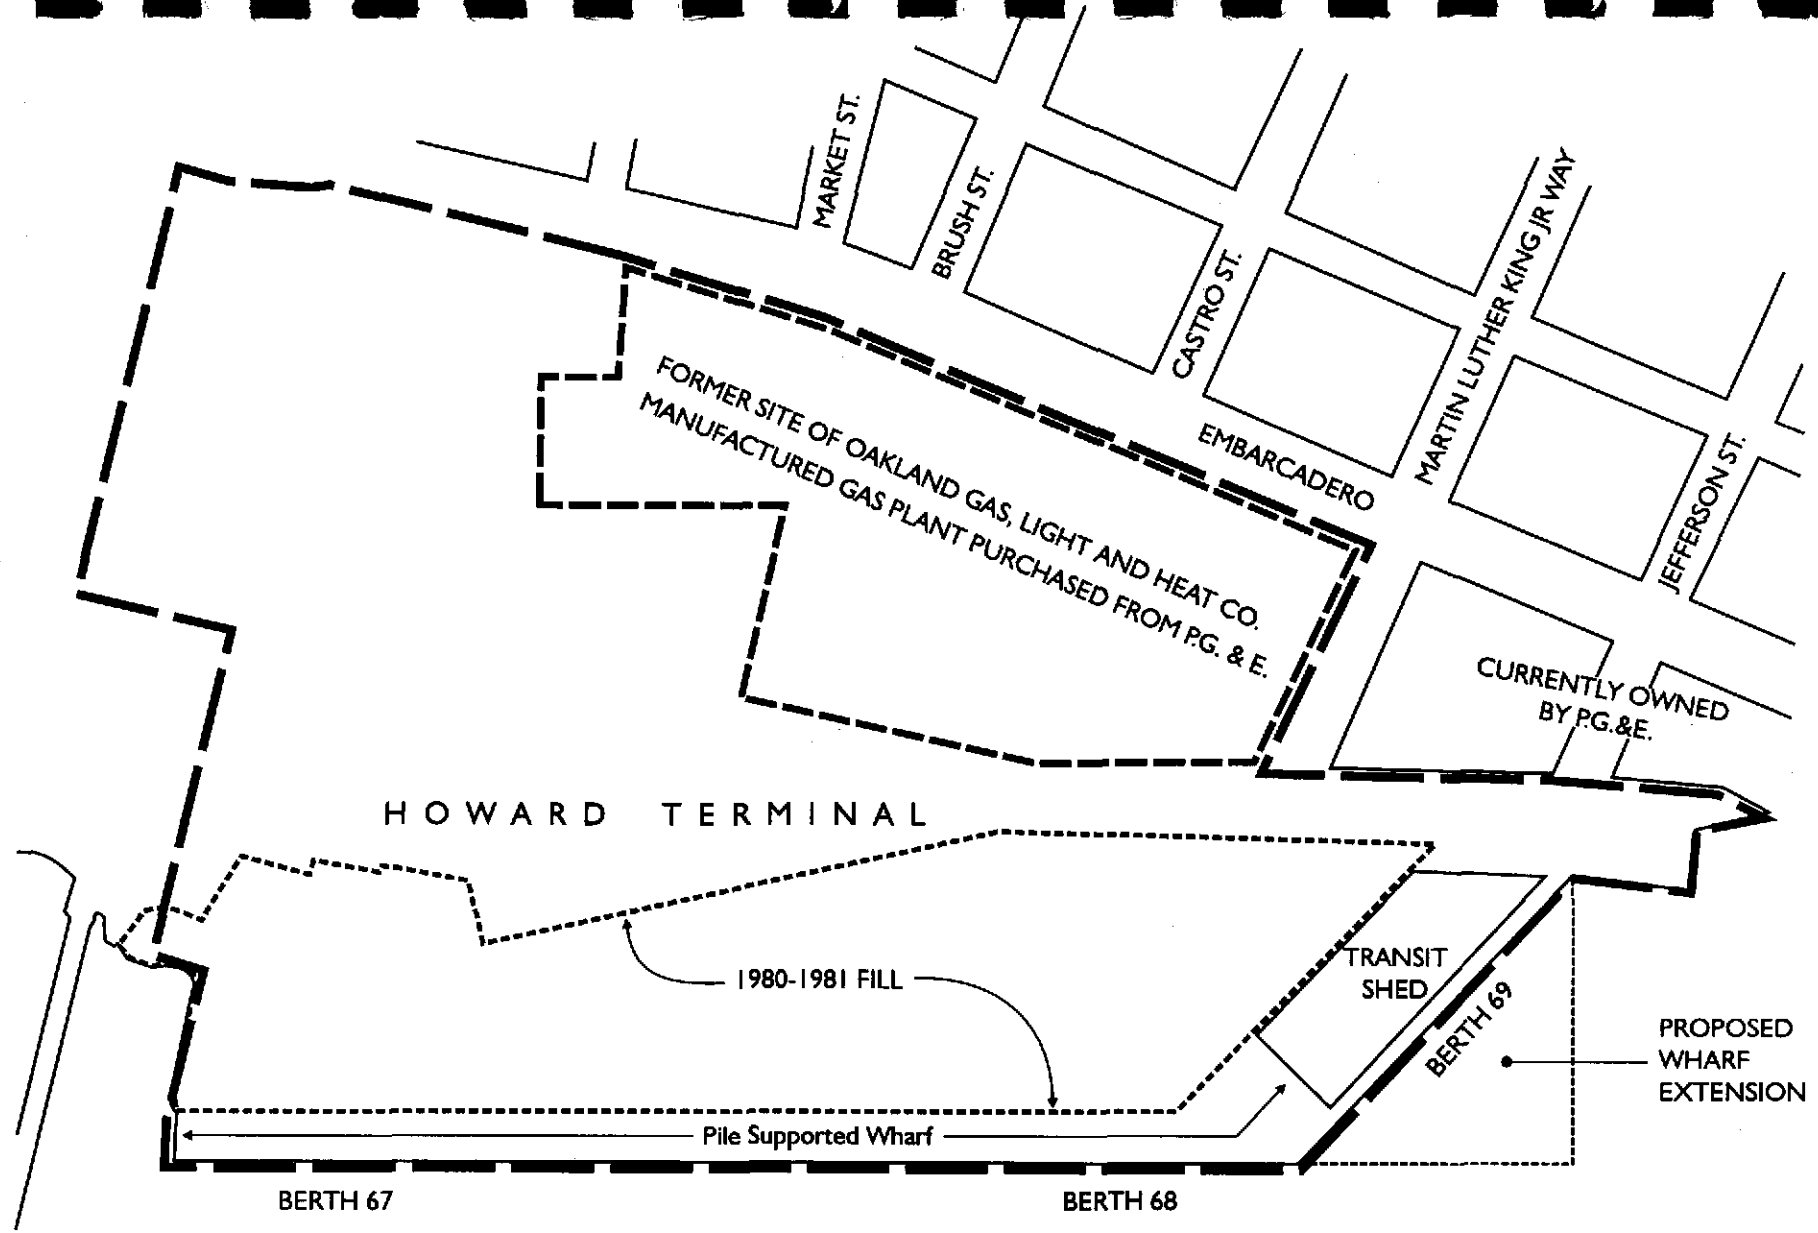 MARKET ST.
BRUSH ST.
CASTRO ST.
MARTIN LUTHER KING JR WAY
JEFFERSON ST.
EMBARCADERO
FORMER SITE OF OAKLAND GAS, LIGHT AND HEAT CO.
MANUFACTURED GAS PLANT PURCHASED FROM P.G. & E.
CURRENTLY OWNED
BY P.G.&E.
HOWARD TERMINAL
1980-1981 FILL
TRANSIT
SHED
BERTH 69
PROPOSED
WHARF
EXTENSION
Pile Supported Wharf
BERTH 67
BERTH 68